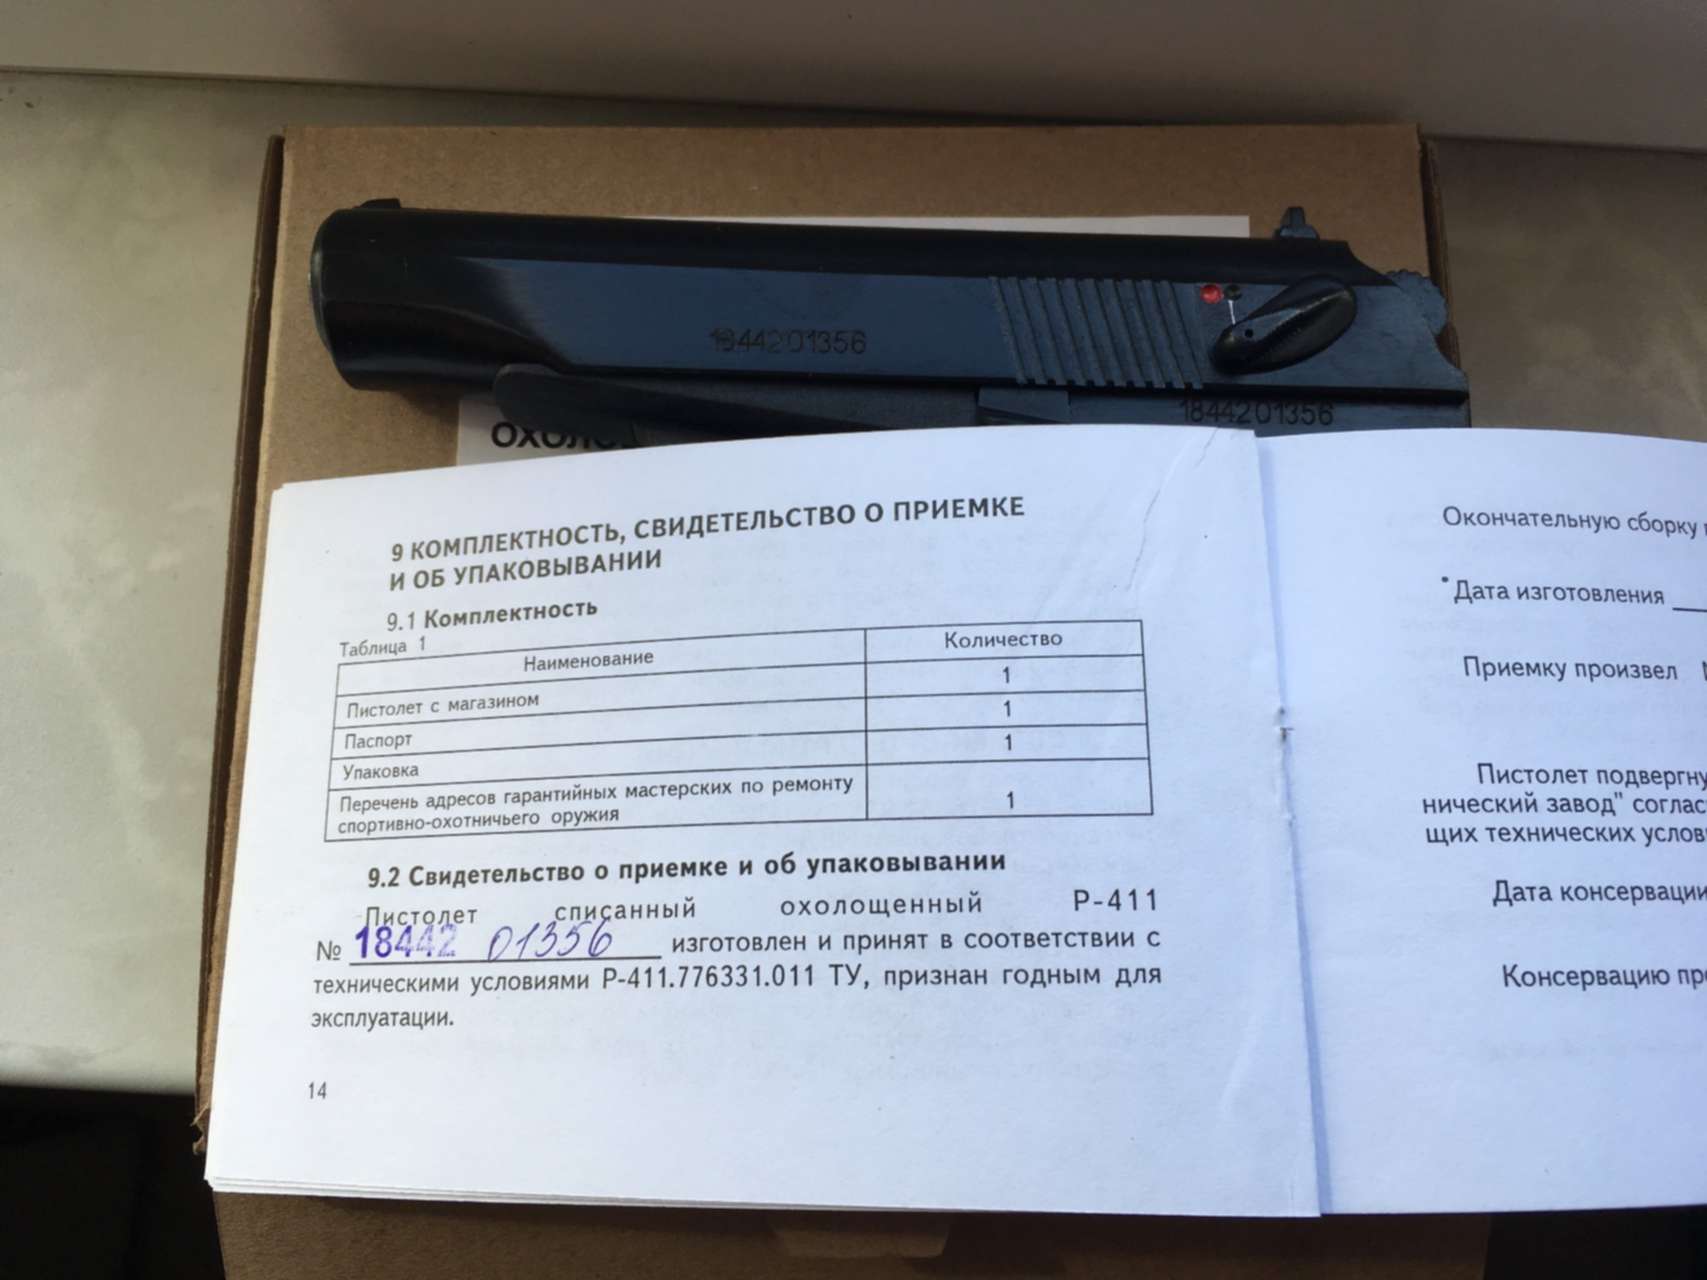 1844201356
1844201356
9 КОМПЛЕКТНОСТЬ, СВИДЕТЕЛЬСТВО О ПРИЕМКЕ
И ОБ УПАКОВЫВАНИИ
9.1 Комплектность
Таблица 1
Наименование Количество
Пистолет с магазином 1
Паспорт 1
Упаковка 1
Перечень адресов гарантийных мастерских по ремонту
спортивно-охотничьего оружия 1
9.2 Свидетельство о приемке и об упаковывании
Пистолет списанный охолощенный Р-411
№ 18442 01356 изготовлен и принят в соответствии с
техническими условиями Р-411.776331.011 ТУ, признан годным для
эксплуатации.
14
Окончательную сборку
Дата изготовления
Приемку произвел
Пистолет подвергну
нический завод" соглас
щих технических услов
Дата консервации
Консервацию пр